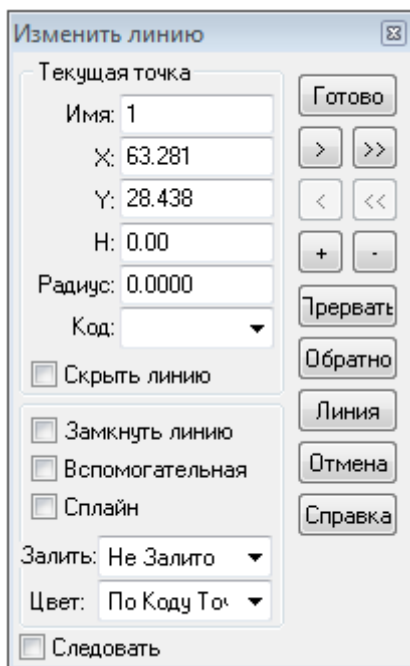 Изменить линию
Текущая точка
Имя: 1
X: 63.281
Y: 28.438
H: 0.00
Радиус: 0.0000
Код:
Скрыть линию
Замкнуть линию
Вспомогательная
Сплайн
Залить: Не Залито
Цвет: По Коду Точ
Следовать
Готово
> >>
< <<
+ -
Прервать
Обратно
Линия
Отмена
Справка